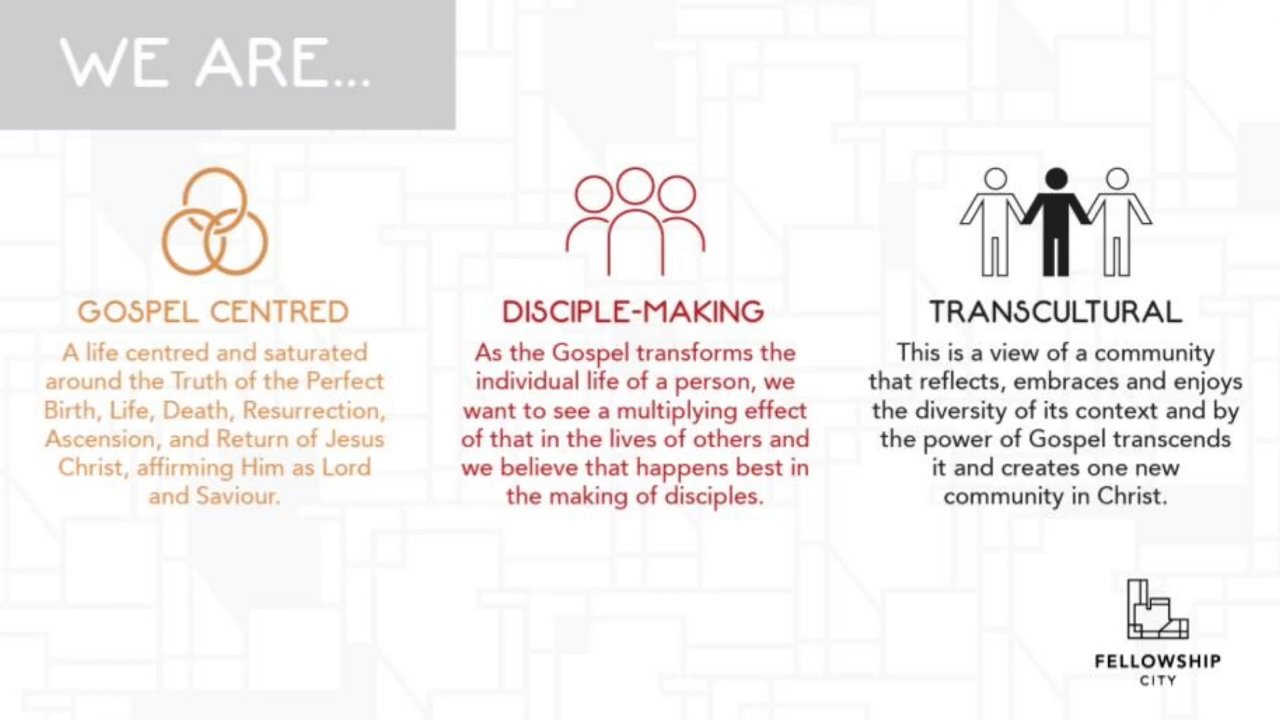 WE ARE...
GOSPEL CENTRED
A life centred and saturated
around the Truth of the Perfect
Birth, Life, Death, Resurrection,
Ascension, and Return of Jesus
Christ, affirming Him as Lord
and Saviour.
DISCIPLE-MAKING
As the Gospel transforms the
individual life of a person, we
want to see a multiplying effect
of that in the lives of others and
we believe that happens best in
the making of disciples.
TRANSCULTURAL
This is a view of a community
that reflects, embraces and enjoys
the diversity of its context and by
the power of Gospel transcends
it and creates one new
community in Christ.
FELLOWSHIP
CITY